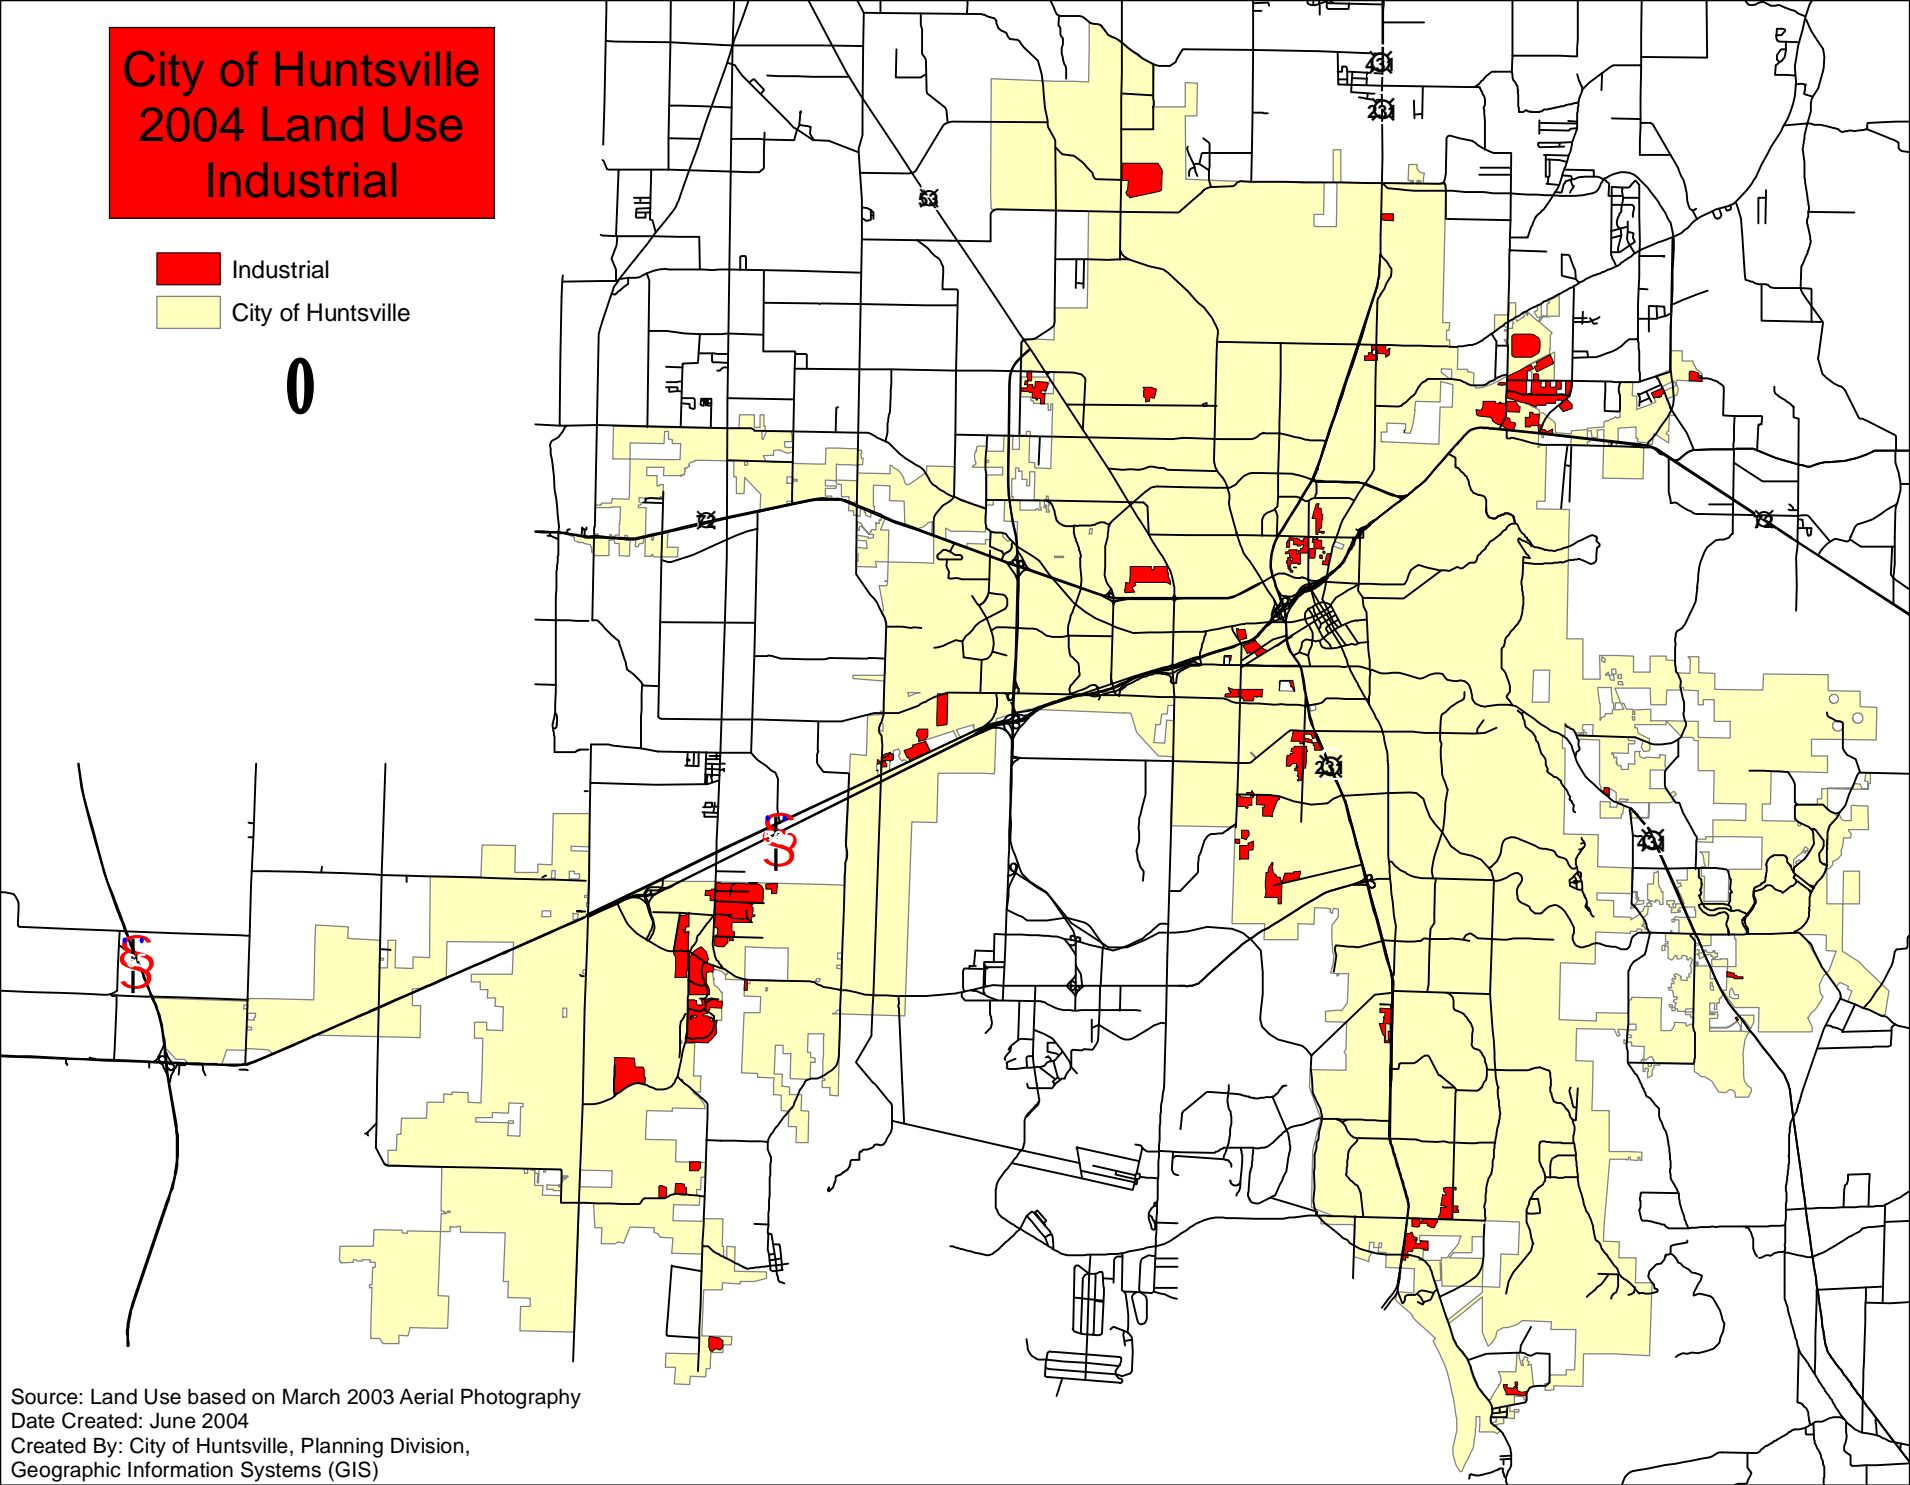 City of Huntsville
2004 Land Use
Industrial
Industrial
City of Huntsville
0
431
231
53
72
72
231
431
Source: Land Use based on March 2003 Aerial Photography
Date Created: June 2004
Created By: City of Huntsville, Planning Division,
Geographic Information Systems (GIS)